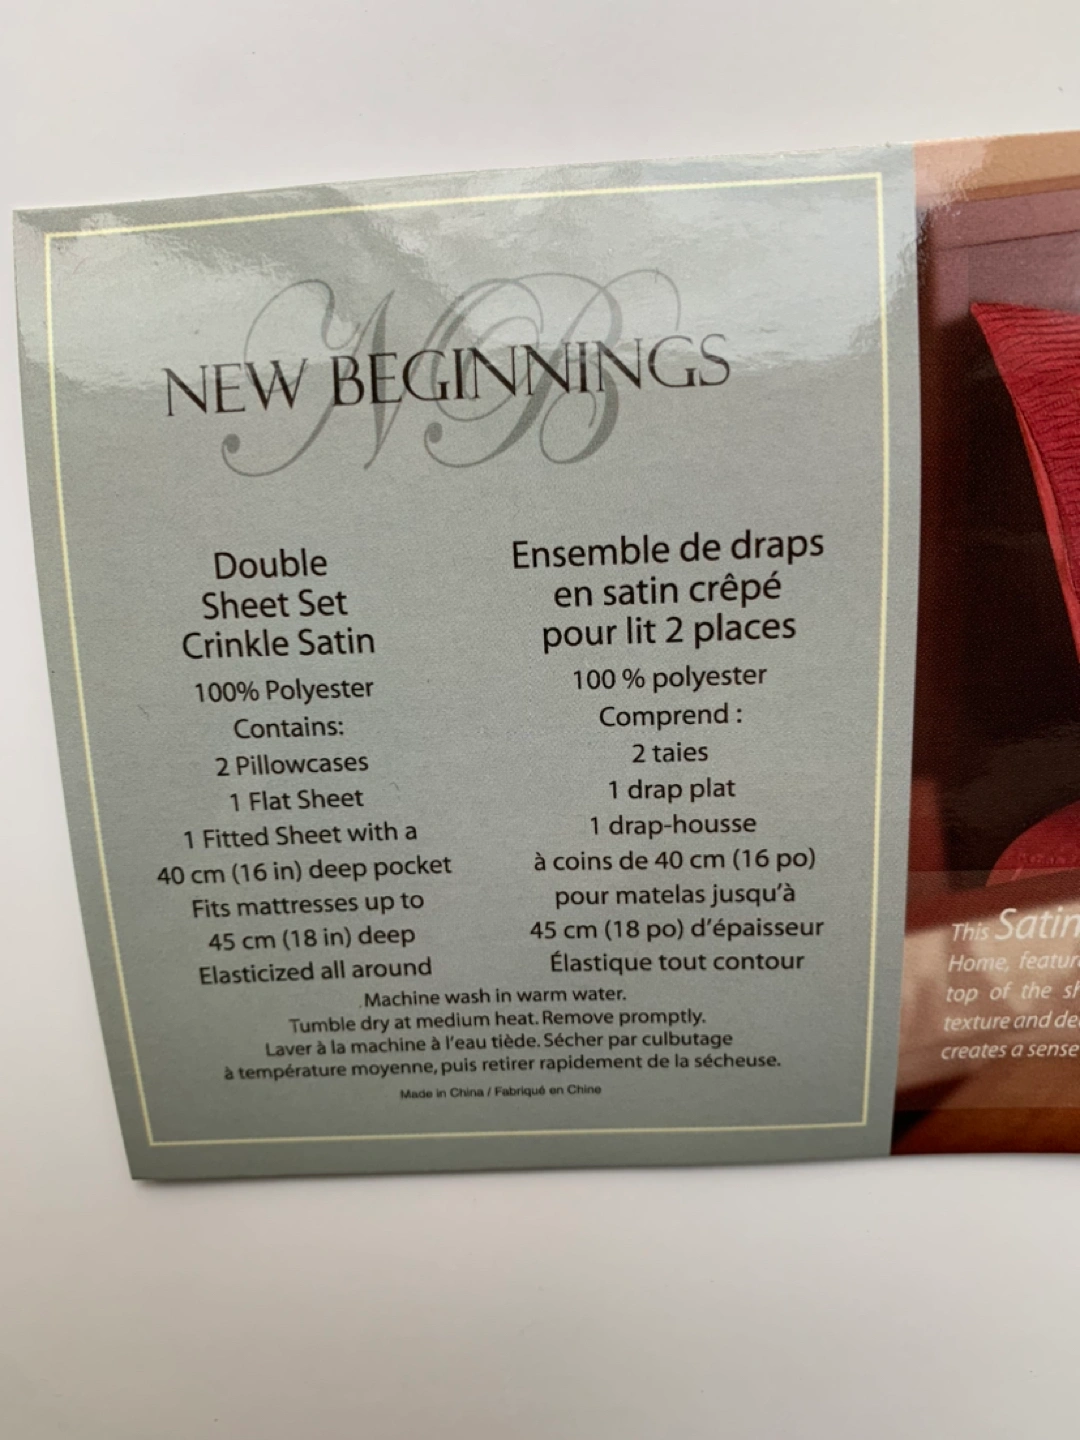 NB
NEW BEGINNINGS
Double
Sheet Set
Crinkle Satin
100% Polyester
Contains:
2 Pillowcases
1 Flat Sheet
1 Fitted Sheet with a
40 cm (16 in) deep pocket
Fits mattresses up to
45 cm (18 in) deep
Elasticized all around
Ensemble de draps
en satin crêpé
pour lit 2 places
100 % polyester
Comprend :
2 taies
1 drap plat
1 drap-housse
à coins de 40 cm (16 po)
pour matelas jusqu'à
45 cm (18 po) d'épaisseur
Élastique tout contour
Machine wash in warm water.
Tumble dry at medium heat. Remove promptly.
Laver à la machine à l'eau tiède. Sécher par culbutage
à température moyenne, puis retirer rapidement de la sécheuse.
Made in China / Fabriqué en Chine
This Satin
Home, featur
top of the sh
texture and de
creates a sense